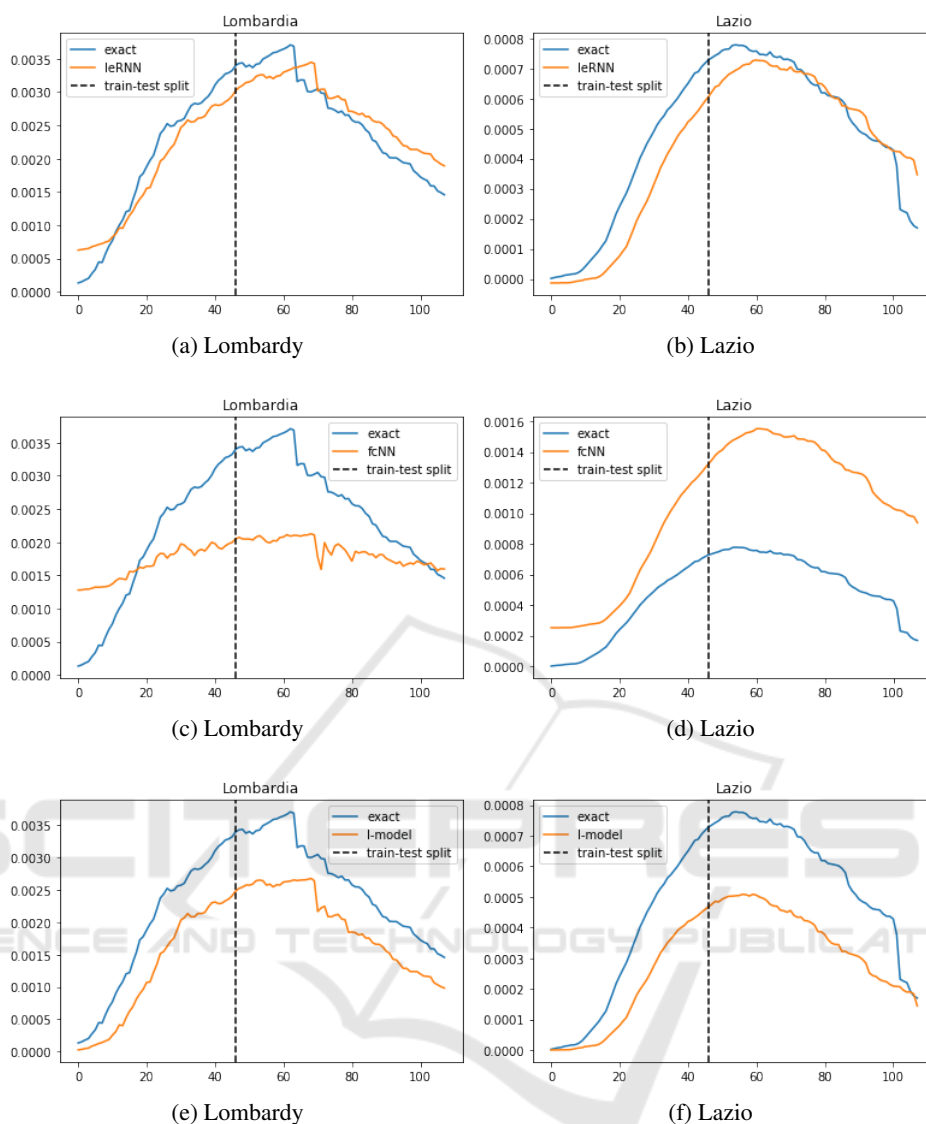 Lombardia
0.0035
0.0030
0.0025
0.0020
0.0015
0.0010
0.0005
0.0000
exact
leRNN
train-test split
0 20 40 60 80 100
(a) Lombardy
Lazio
0.0008
0.0007
0.0006
0.0005
0.0004
0.0003
0.0002
0.0001
0.0000
exact
leRNN
train-test split
0 20 40 60 80 100
(b) Lazio
Lombardia
0.0035
0.0030
0.0025
0.0020
0.0015
0.0010
0.0005
0.0000
exact
fcNN
train-test split
0 20 40 60 80 100
(c) Lombardy
Lazio
0.0016
0.0014
0.0012
0.0010
0.0008
0.0006
0.0004
0.0002
0.0000
exact
fcNN
train-test split
0 20 40 60 80 100
(d) Lazio
Lombardia
0.0035
0.0030
0.0025
0.0020
0.0015
0.0010
0.0005
0.0000
exact
l-model
train-test split
0 20 40 60 80 100
(e) Lombardy
Lazio
0.0008
0.0007
0.0006
0.0005
0.0004
0.0003
0.0002
0.0001
0.0000
exact
l-model
train-test split
0 20 40 60 80 100
(f) Lazio
AND TECHNOLOGY